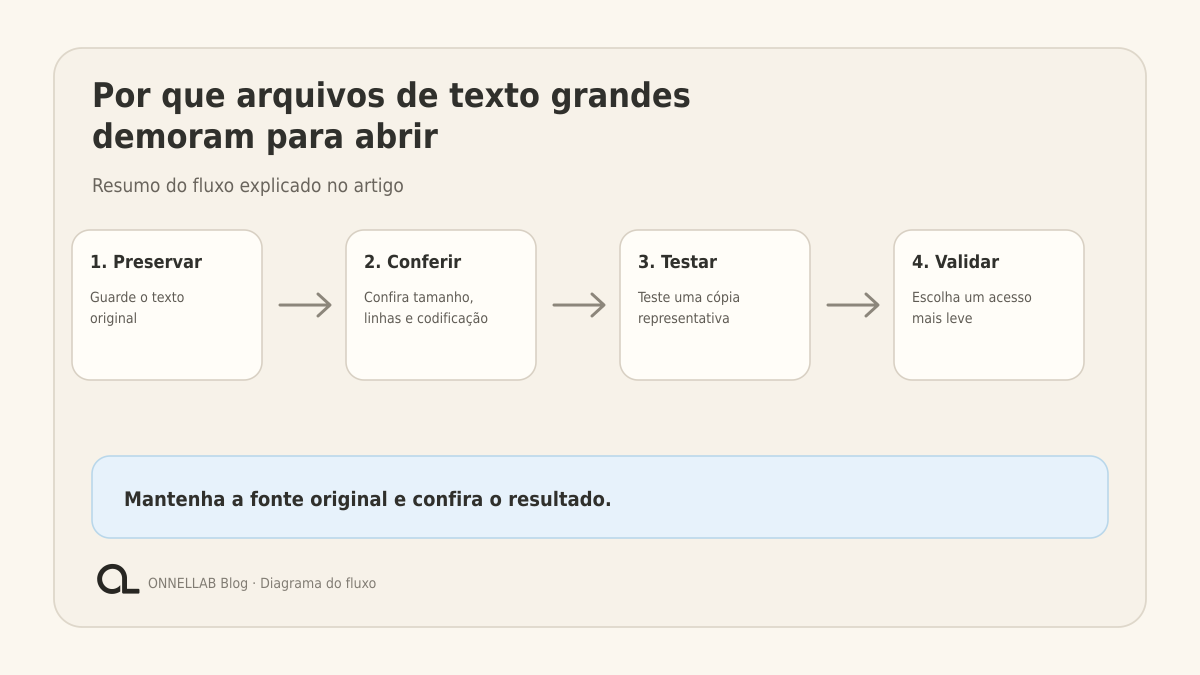 Por que arquivos de texto grandes
demoram para abrir
Resumo do fluxo explicado no artigo
1. Preservar
Guarde o texto
original
2. Conferir
Confira tamanho,
linhas e codificação
3. Testar
Teste uma cópia
representativa
4. Validar
Escolha um acesso
mais leve
Mantenha a fonte original e confira o resultado.
ONNELLAB Blog · Diagrama do fluxo